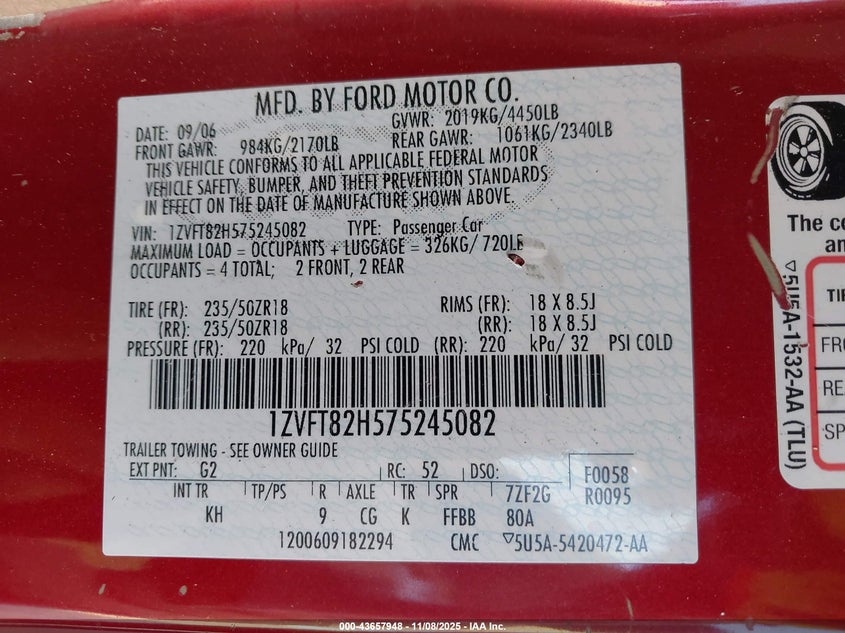 MFD. BY FORD MOTOR CO.
DATE: 09/06 GVWR: 2019KG/4450LB
FRONT GAWR: 984KG/2170LB REAR GAWR: 1061KG/2340LB
THIS VEHICLE CONFORMS TO ALL APPLICABLE FEDERAL MOTOR
VEHICLE SAFETY, BUMPER, AND THEFT PREVENTION STANDARDS
IN EFFECT ON THE DATE OF MANUFACTURE SHOWN ABOVE.
VIN: 1ZVFT82H575245082 TYPE: Passenger Car
MAXIMUM LOAD = OCCUPANTS + LUGGAGE = 326KG/ 720LB
OCCUPANTS = 4 TOTAL; 2 FRONT, 2 REAR
TIRE (FR): 235/50ZR18 RIMS (FR): 18 X 8.5J
(RR): 235/50ZR18 (RR): 18 X 8.5J
PRESSURE (FR): 220 kPa/ 32 PSI COLD (RR): 220 kPa/ 32 PSI COLD
1ZVFT82H575245082
TRAILER TOWING - SEE OWNER GUIDE
EXT PNT: G2 RC: 52 DSO: F0058
INT TR TP/PS R AXLE TR SPR 7ZF2G R0095
KH 9 CG K FFBB 80A
1200609182294 CMC ▽5U5A-5420472-AA
The co
an
▽5U5A-1532-AA (TLU)
TIR
FRO
RE
SP
000-43657948 - 11/08/2025 - IAA Inc.